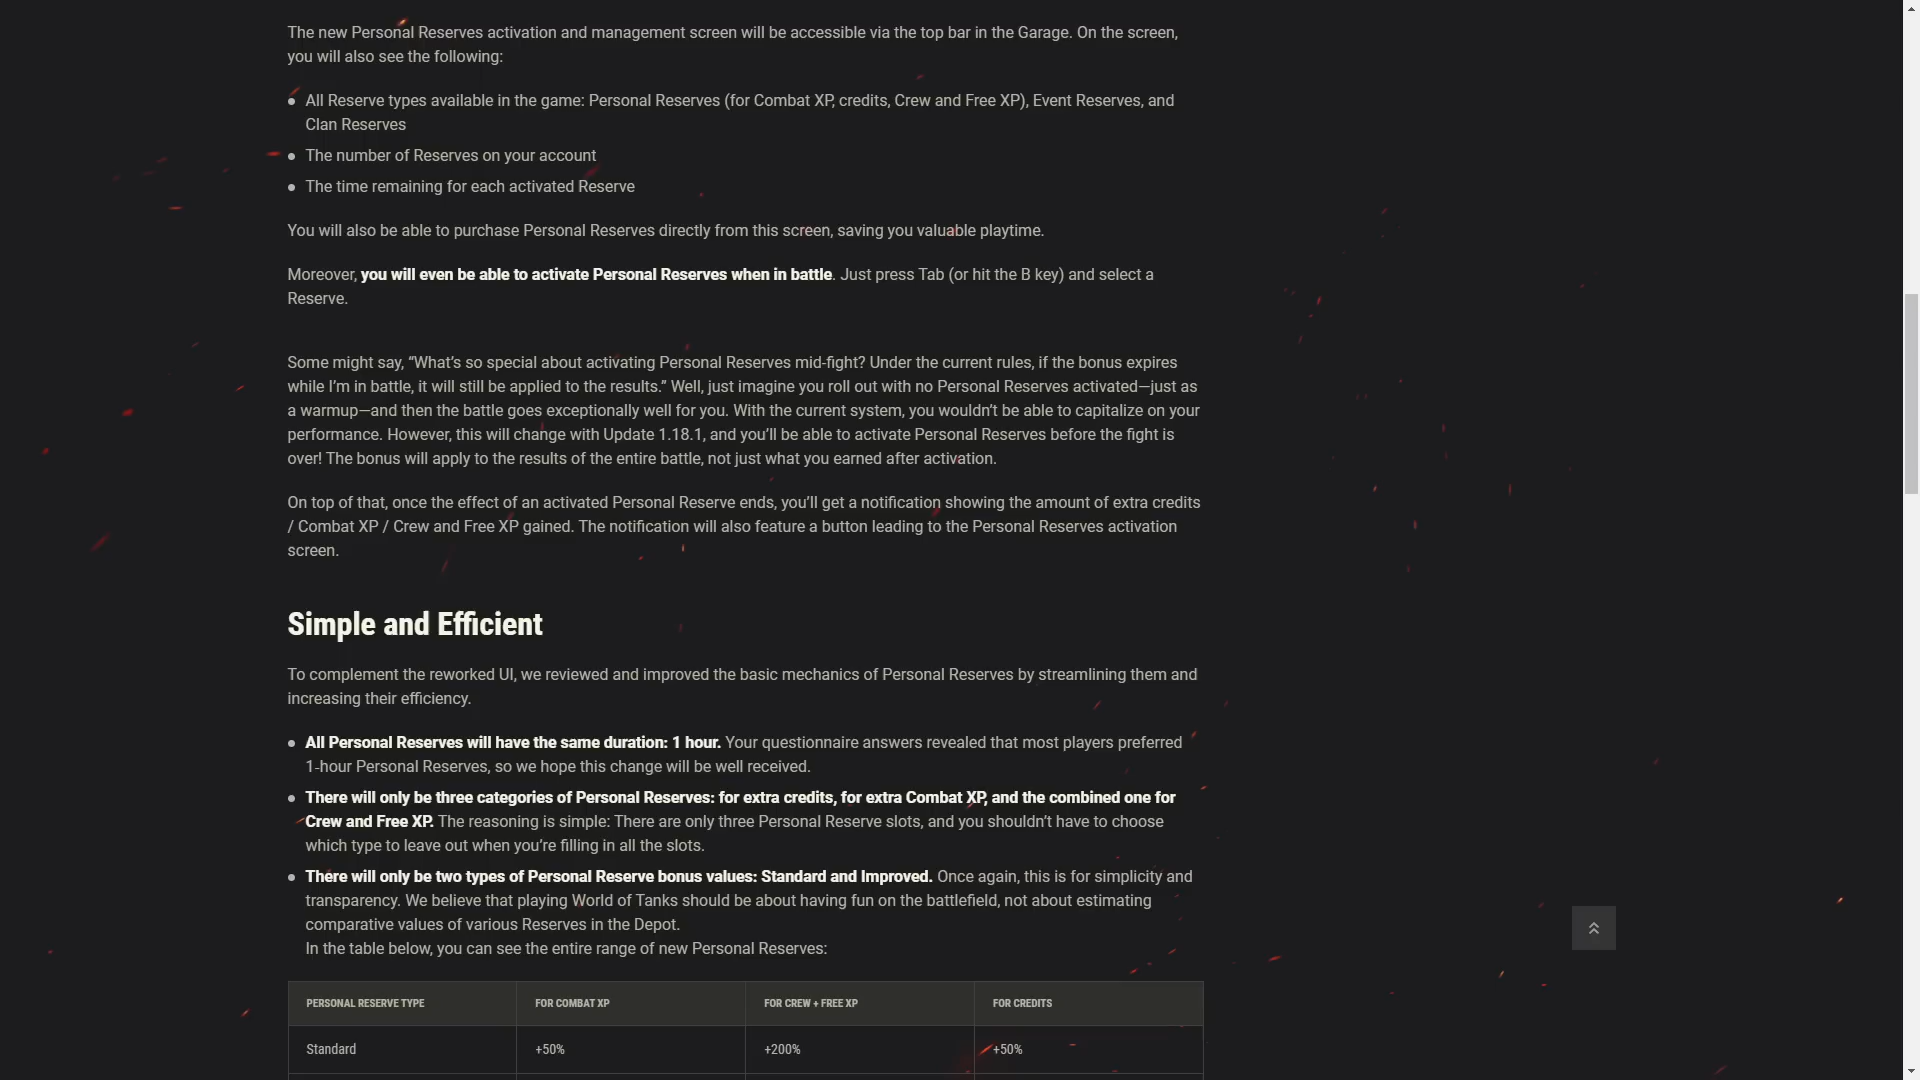 The new Personal Reserves activation and management screen will be accessible via the top bar in the Garage. On the screen,
you will also see the following:
All Reserve types available in the game: Personal Reserves (for Combat XP, credits, Crew and Free XP), Event Reserves, and
Clan Reserves
The number of Reserves on your account
The time remaining for each activated Reserve
You will also be able to purchase Personal Reserves directly from this screen, saving you valuable playtime.
Moreover, you will even be able to activate Personal Reserves when in battle. Just press Tab (or hit the B key) and select a
Reserve.
Some might say, “What’s so special about activating Personal Reserves mid-fight? Under the current rules, if the bonus expires
while I’m in battle, it will still be applied to the results.” Well, just imagine you roll out with no Personal Reserves activated—just as
a warmup—and then the battle goes exceptionally well for you. With the current system, you wouldn’t be able to capitalize on your
performance. However, this will change with Update 1.18.1, and you’ll be able to activate Personal Reserves before the fight is
over! The bonus will apply to the results of the entire battle, not just what you earned after activation.
On top of that, once the effect of an activated Personal Reserve ends, you’ll get a notification showing the amount of extra credits
/ Combat XP / Crew and Free XP gained. The notification will also feature a button leading to the Personal Reserves activation
screen.
Simple and Efficient
To complement the reworked UI, we reviewed and improved the basic mechanics of Personal Reserves by streamlining them and
increasing their efficiency.
All Personal Reserves will have the same duration: 1 hour. Your questionnaire answers revealed that most players preferred
1-hour Personal Reserves, so we hope this change will be well received.
There will only be three categories of Personal Reserves: for extra credits, for extra Combat XP, and the combined one for
Crew and Free XP. The reasoning is simple: There are only three Personal Reserve slots, and you shouldn’t have to choose
which type to leave out when you’re filling in all the slots.
There will only be two types of Personal Reserve bonus values: Standard and Improved. Once again, this is for simplicity and
transparency. We believe that playing World of Tanks should be about having fun on the battlefield, not about estimating
comparative values of various Reserves in the Depot.
In the table below, you can see the entire range of new Personal Reserves:
PERSONAL RESERVE TYPE FOR COMBAT XP FOR CREW + FREE XP FOR CREDITS
Standard +50% +200% +50%